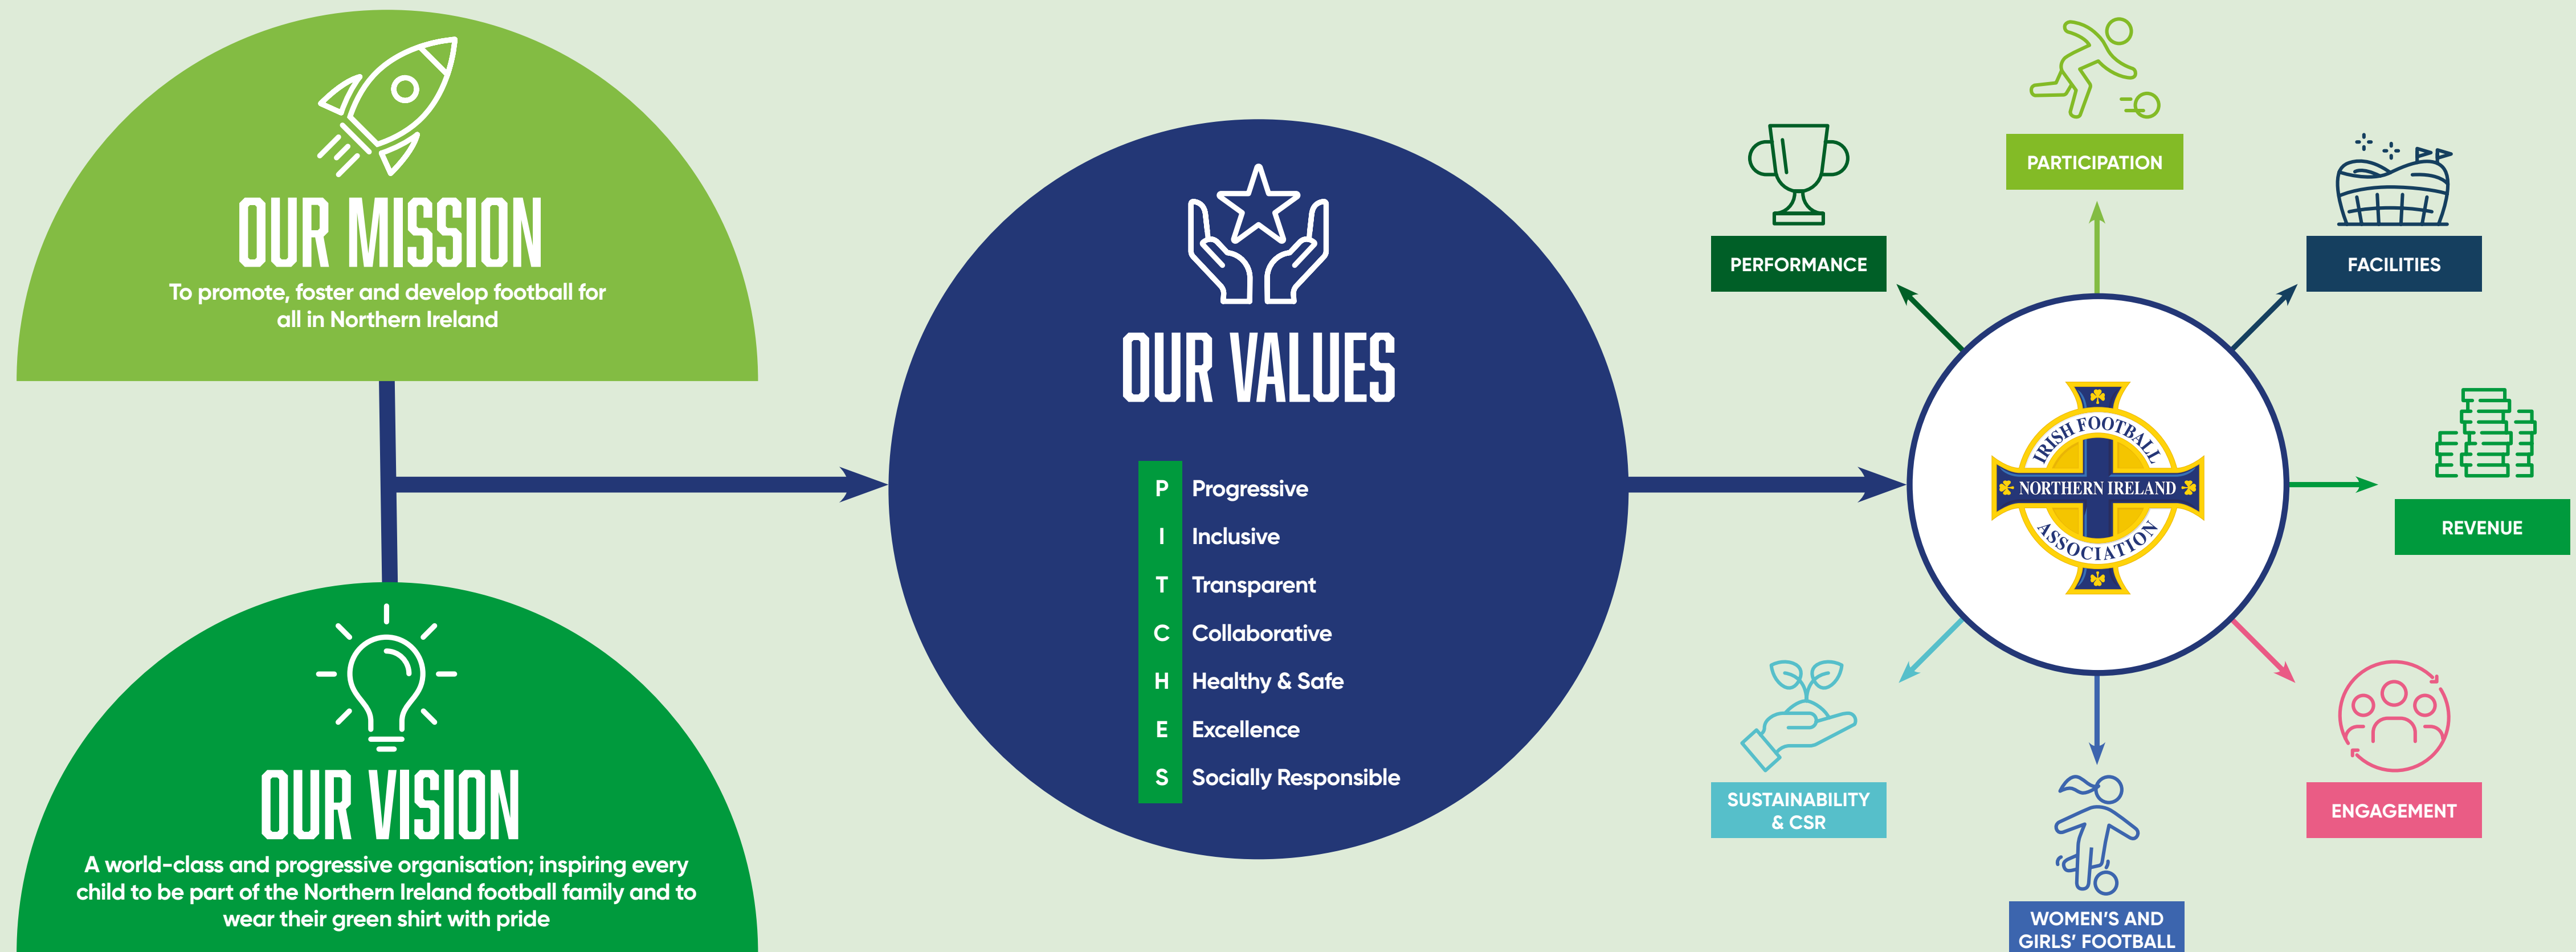 OUR MISSION
To promote, foster and develop football for
all in Northern Ireland
OUR VISION
A world-class and progressive organisation; inspiring every
child to be part of the Northern Ireland football family and to
wear their green shirt with pride
OUR VALUES
P Progressive
I Inclusive
T Transparent
C Collaborative
H Healthy & Safe
E Excellence
S Socially Responsible
IRISH FOOTBALL
NORTHERN IRELAND
ASSOCIATION
PERFORMANCE
PARTICIPATION
FACILITIES
REVENUE
ENGAGEMENT
WOMEN'S AND
GIRLS' FOOTBALL
SUSTAINABILITY
& CSR